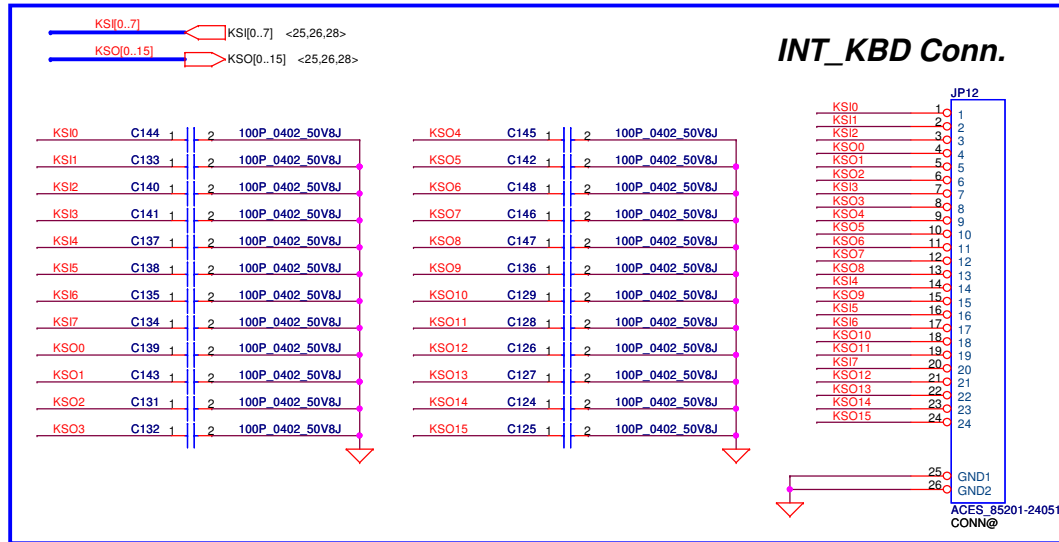 KSI[0..7]
KSI[0..7] <25,26,28>
KSO[0..15]
KSO[0..15] <25,26,28>
INT_KBD Conn.
KSI0 C144 1 2 100P_0402_50V8J
KSI1 C133 1 2 100P_0402_50V8J
KSI2 C140 1 2 100P_0402_50V8J
KSI3 C141 1 2 100P_0402_50V8J
KSI4 C137 1 2 100P_0402_50V8J
KSI5 C138 1 2 100P_0402_50V8J
KSI6 C135 1 2 100P_0402_50V8J
KSI7 C134 1 2 100P_0402_50V8J
KSO0 C139 1 2 100P_0402_50V8J
KSO1 C143 1 2 100P_0402_50V8J
KSO2 C131 1 2 100P_0402_50V8J
KSO3 C132 1 2 100P_0402_50V8J
KSO4 C145 1 2 100P_0402_50V8J
KSO5 C142 1 2 100P_0402_50V8J
KSO6 C148 1 2 100P_0402_50V8J
KSO7 C146 1 2 100P_0402_50V8J
KSO8 C147 1 2 100P_0402_50V8J
KSO9 C136 1 2 100P_0402_50V8J
KSO10 C129 1 2 100P_0402_50V8J
KSO11 C128 1 2 100P_0402_50V8J
KSO12 C126 1 2 100P_0402_50V8J
KSO13 C127 1 2 100P_0402_50V8J
KSO14 C124 1 2 100P_0402_50V8J
KSO15 C125 1 2 100P_0402_50V8J
JP12
KSI0 1 1
KSI1 2 2
KSI2 3 3
KSO0 4 4
KSO1 5 5
KSO2 6 6
KSI3 7 7
KSO3 8 8
KSO4 9 9
KSO5 10 10
KSO6 11 11
KSO7 12 12
KSO8 13 13
KSI4 14 14
KSO9 15 15
KSI5 16 16
KSI6 17 17
KSO10 18 18
KSO11 19 19
KSI7 20 20
KSO12 21 21
KSO13 22 22
KSO14 23 23
KSO15 24 24
25 GND1
26 GND2
ACES_85201-24051
CONN@